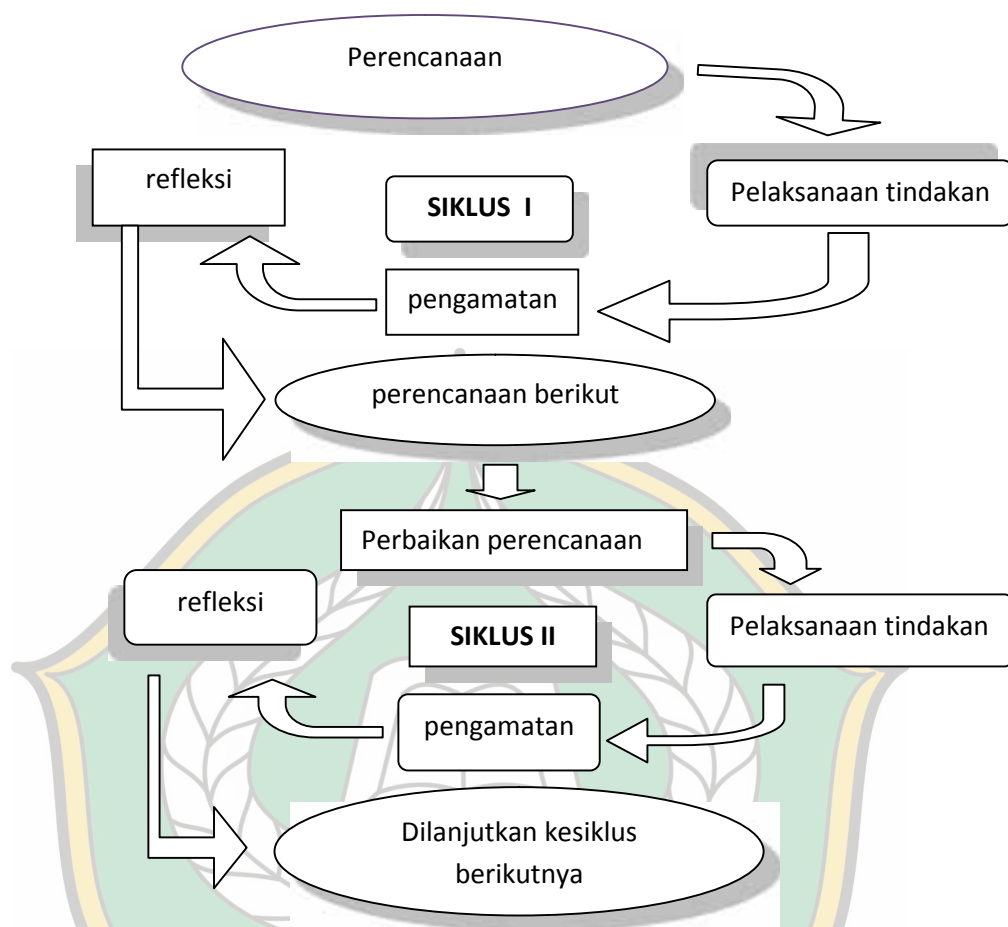 Perencanaan
refleksi
SIKLUS I
Pelaksanaan tindakan
pengamatan
perencanaan berikut
Perbaikan perencanaan
refleksi
SIKLUS II
Pelaksanaan tindakan
pengamatan
Dilanjutkan kesiklus
berikutnya